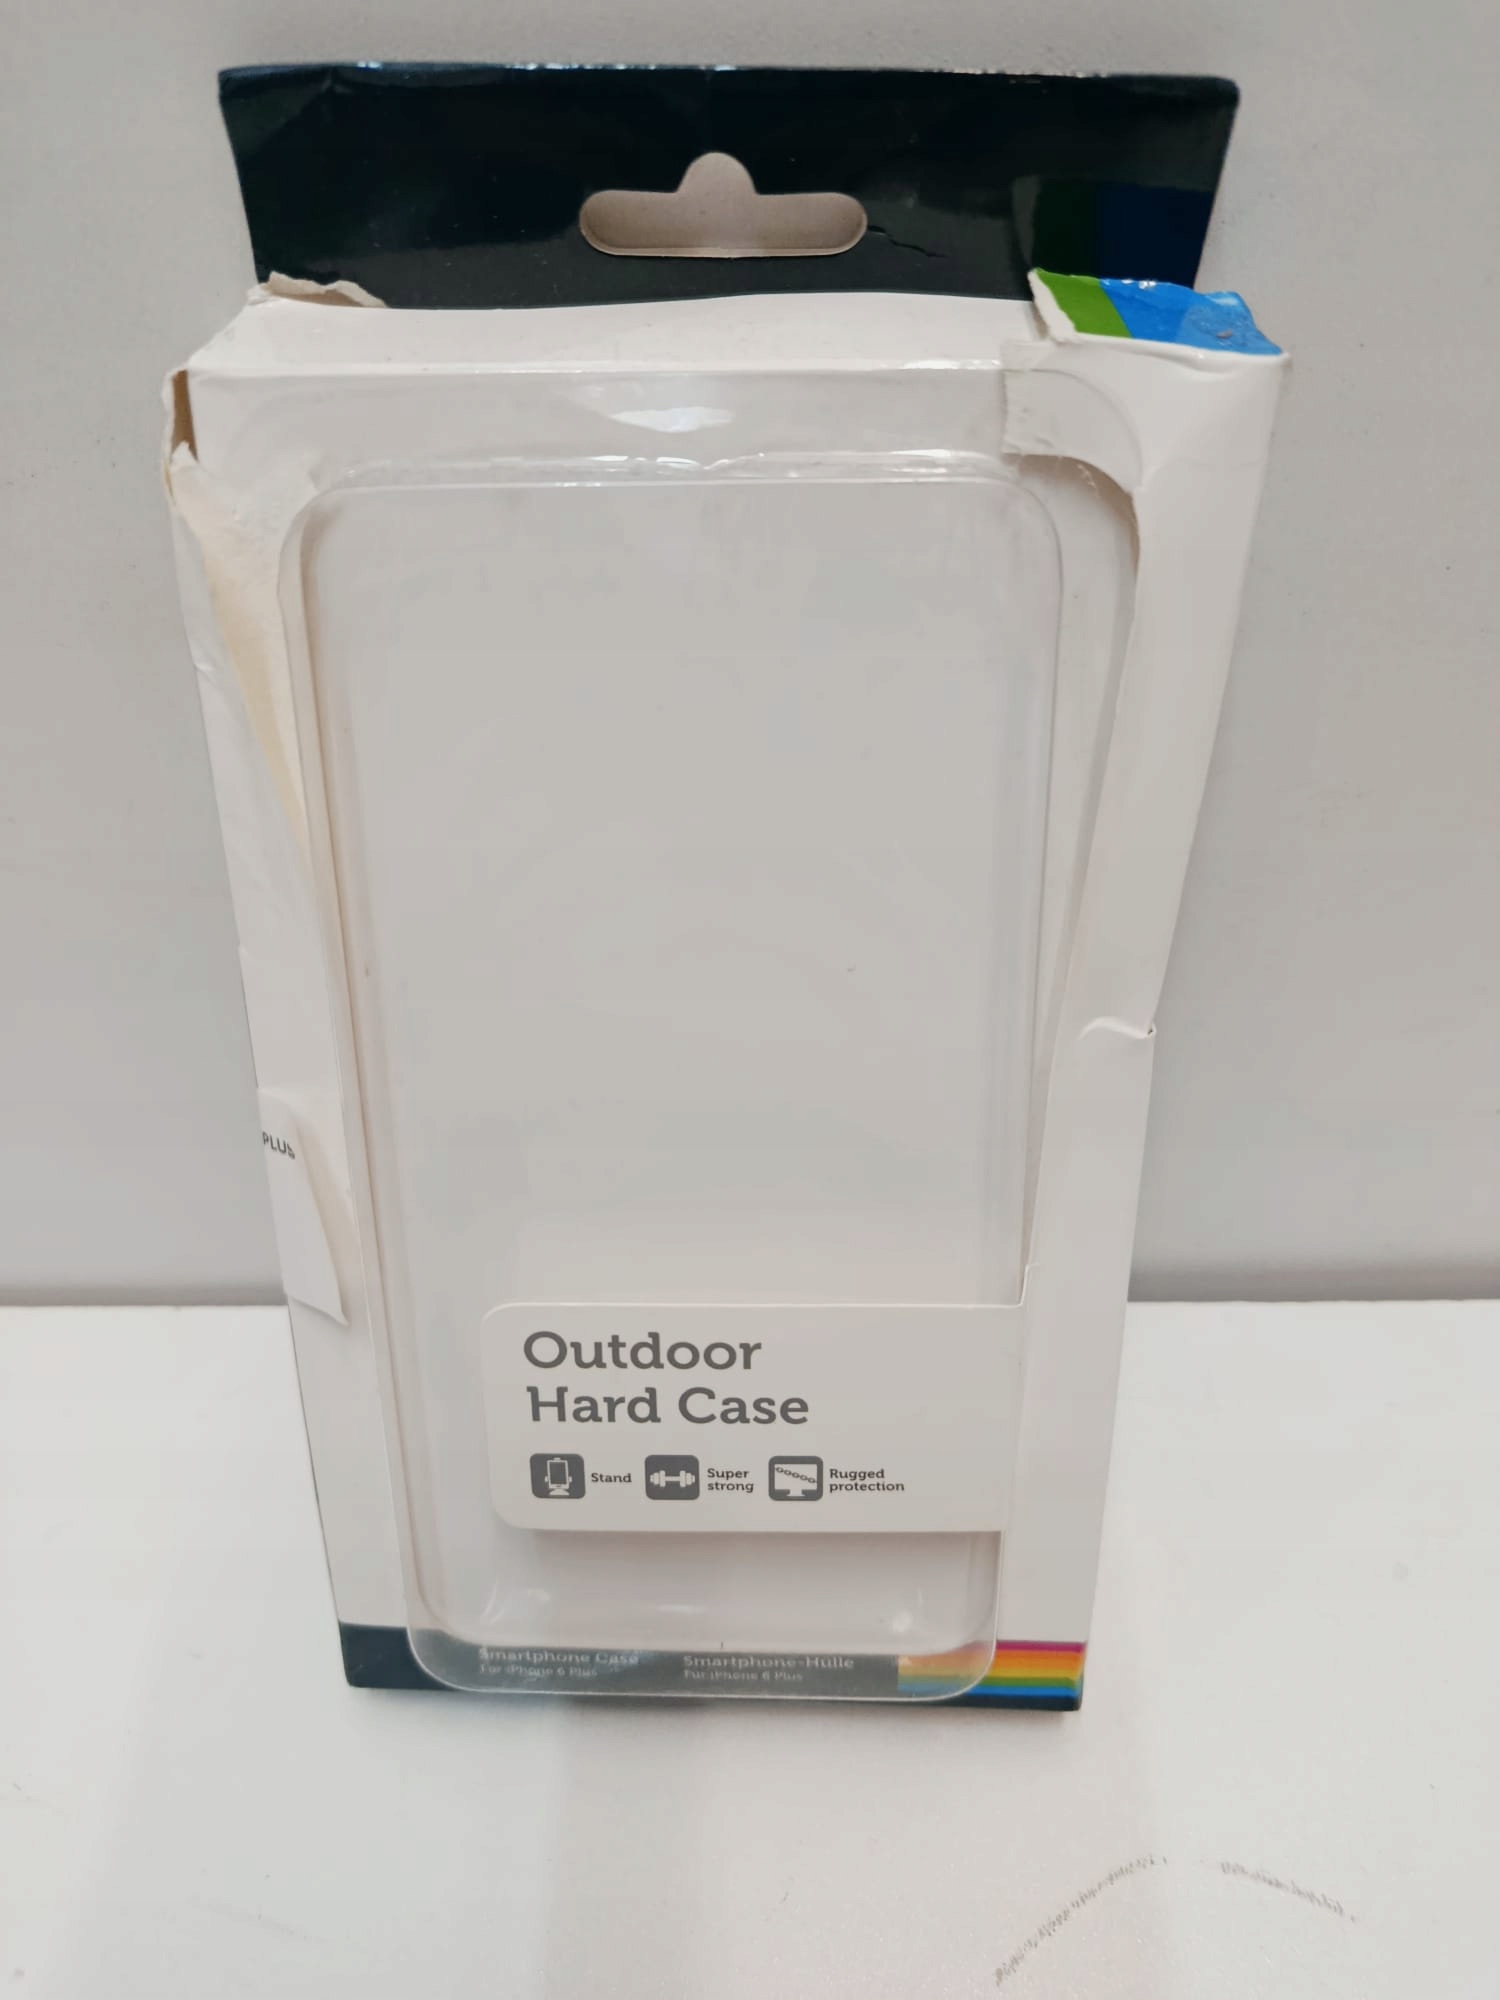 PLUS
Outdoor
Hard Case
Stand
Super
strong
Rugged
protection
Smartphone Case
For iPhone 6 Plus
Smartphone-Hülle
Für iPhone 6 Plus